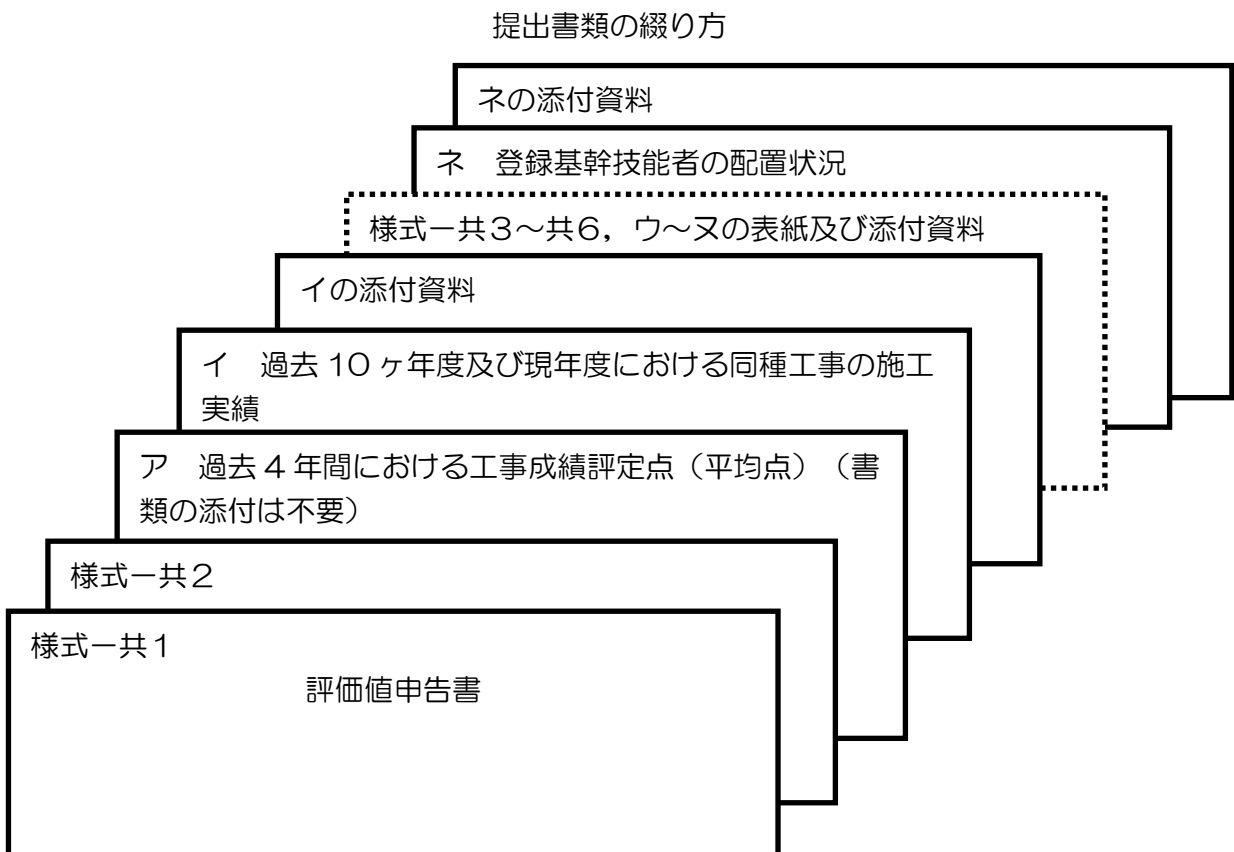 提出書類の綴り方
ネの添付資料
ネ　登録基幹技能者の配置状況
様式－共３～共６，ウ～ヌの表紙及び添付資料
イの添付資料
イ　過去 10 ヶ年度及び現年度における同種工事の施工
実績
ア　過去 4 年間における工事成績評定点（平均点）（書
類の添付は不要）
様式－共２
様式－共１
評価値申告書